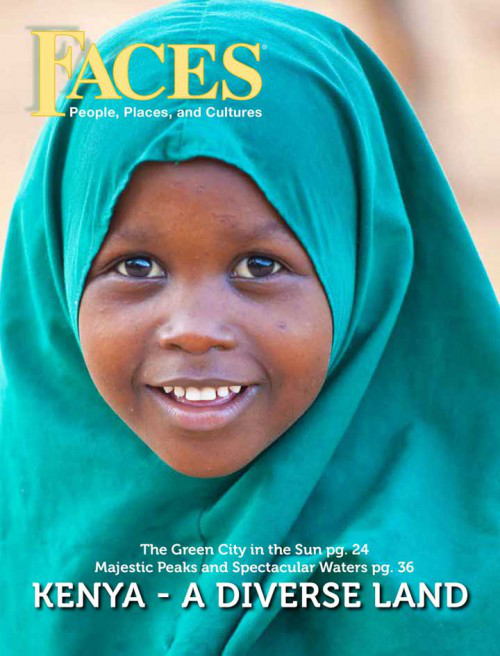 FACES®
People, Places, and Cultures
The Green City in the Sun pg. 24
Majestic Peaks and Spectacular Waters pg. 36
KENYA - A DIVERSE LAND